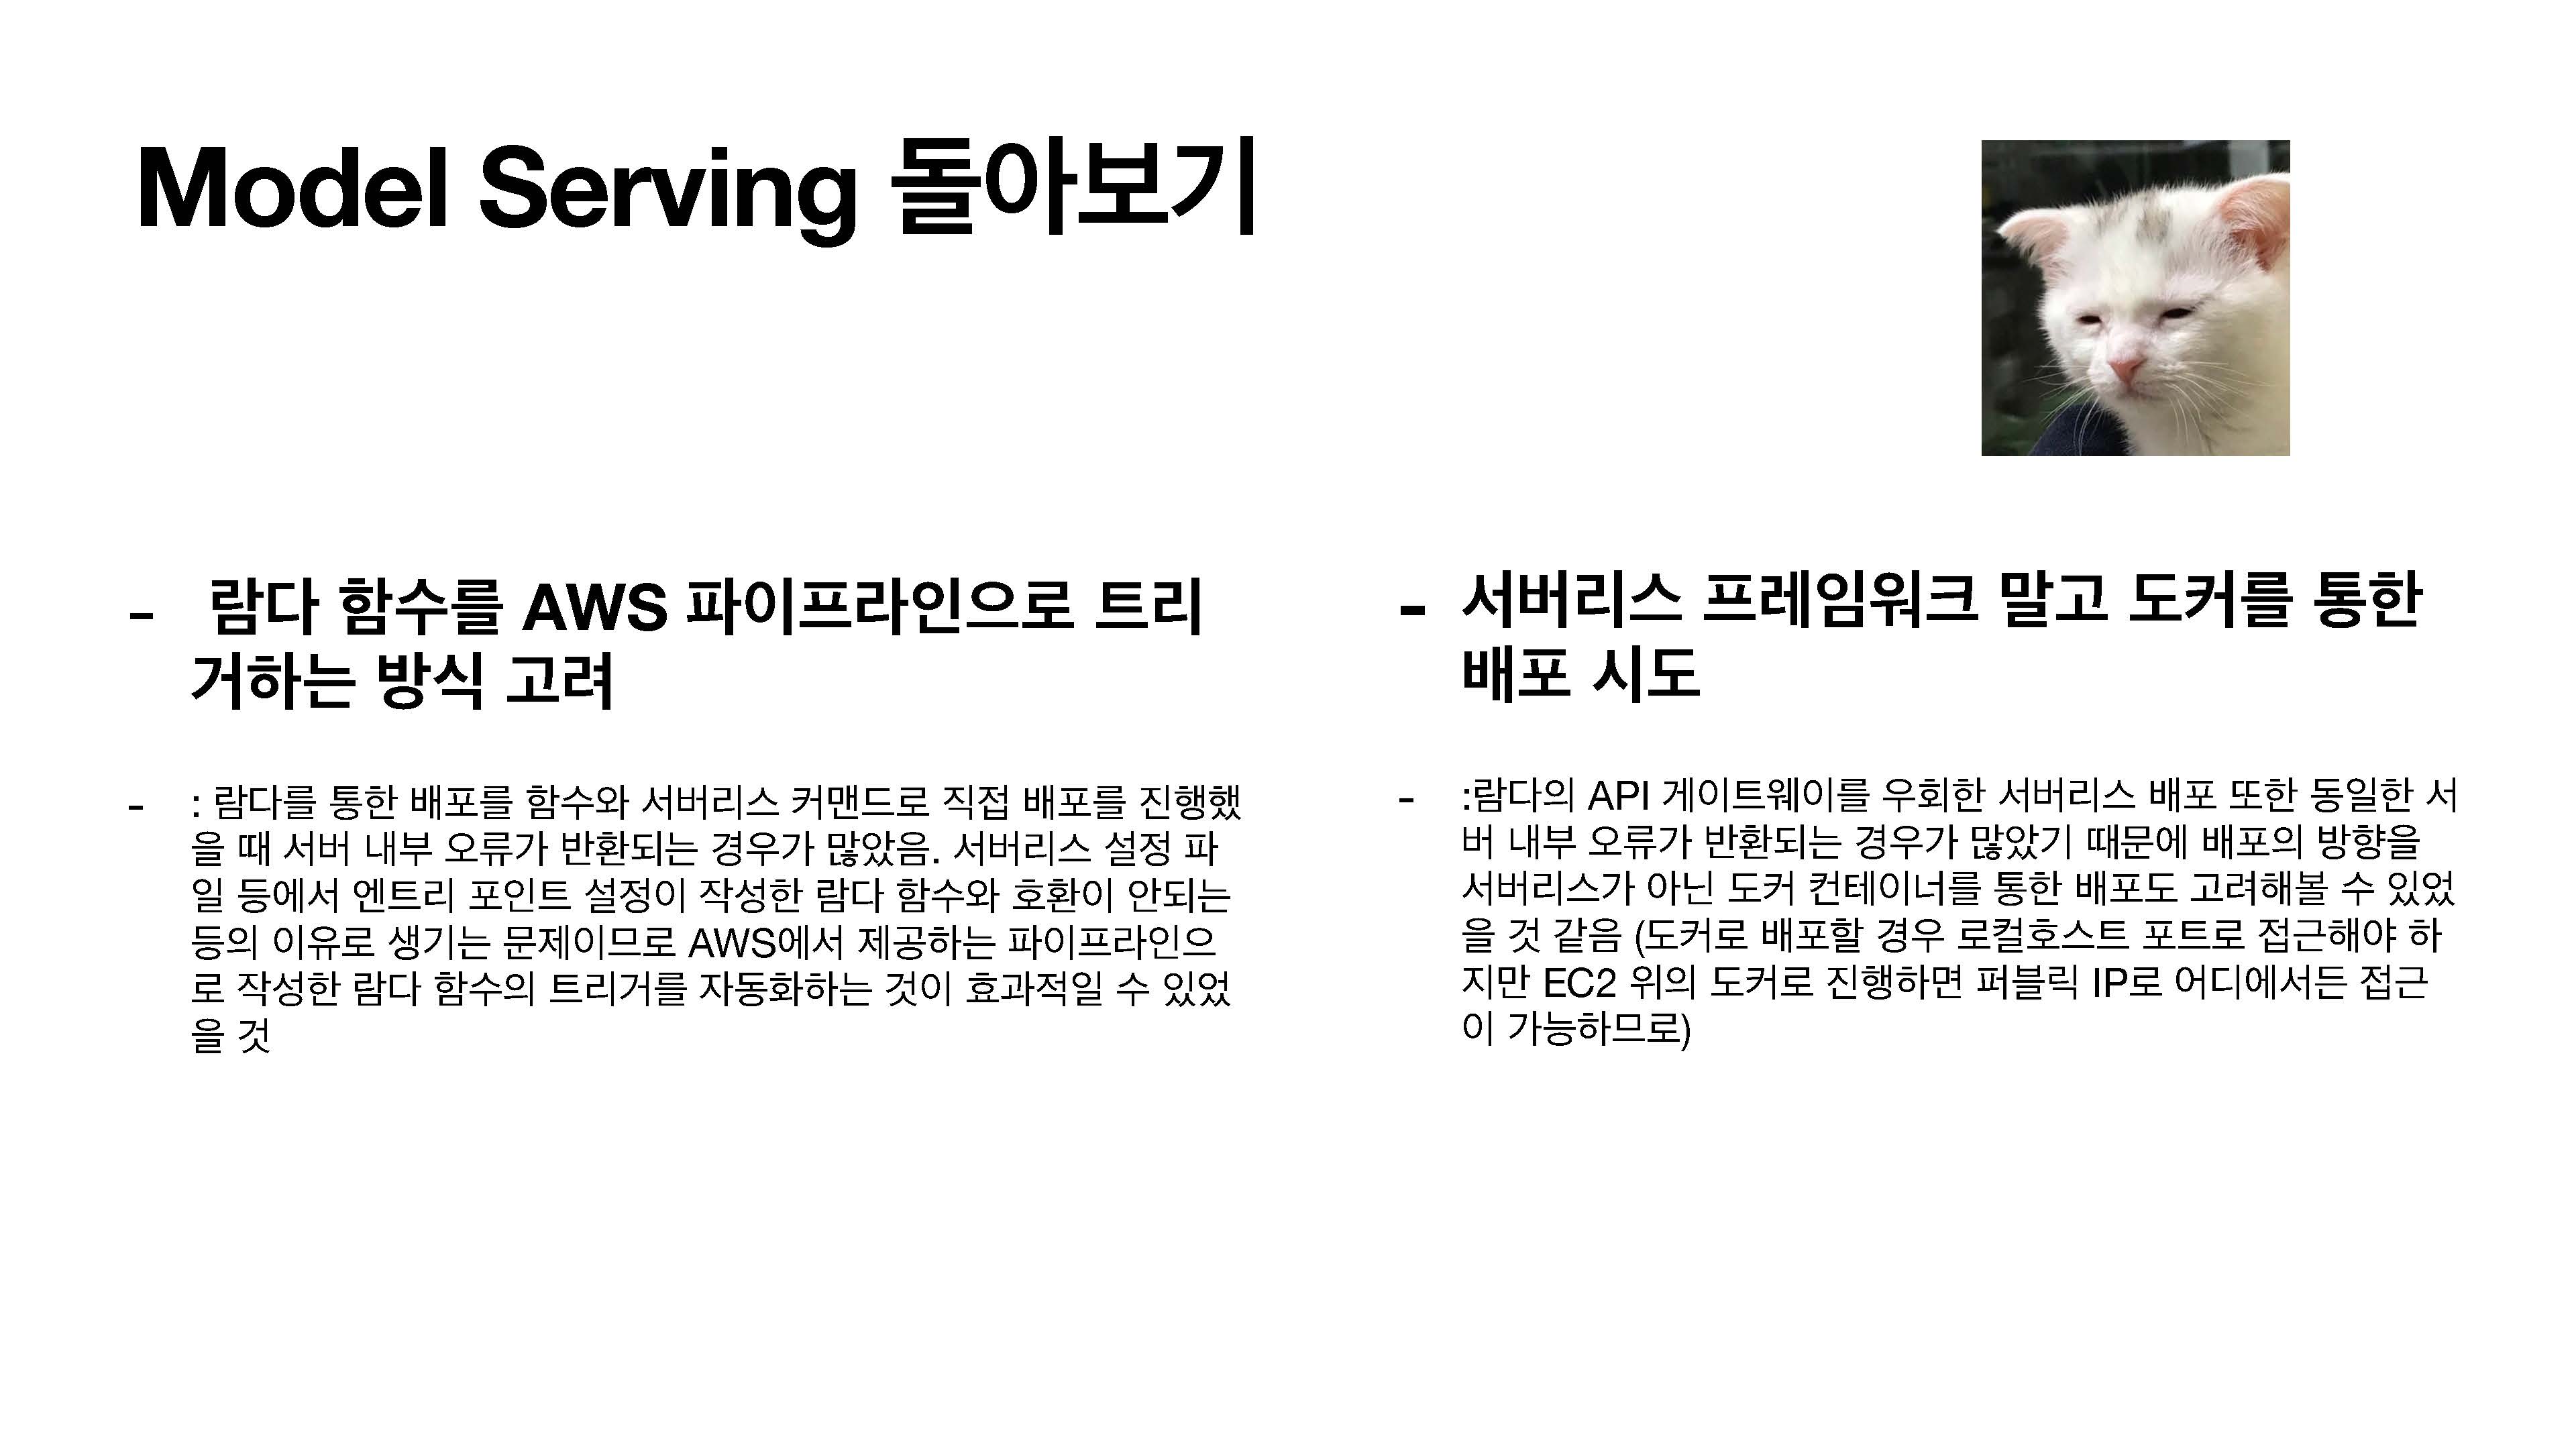 Model Serving 돌아보기
- 람다 함수를 AWS 파이프라인으로 트리
거하는 방식 고려
- : 람다를 통한 배포를 함수와 서버리스 커맨드로 직접 배포를 진행했
을 때 서버 내부 오류가 반환되는 경우가 많았음. 서버리스 설정 파
일 등에서 엔트리 포인트 설정이 작성한 람다 함수와 호환이 안되는
등의 이유로 생기는 문제이므로 AWS에서 제공하는 파이프라인으
로 작성한 람다 함수의 트리거를 자동화하는 것이 효과적일 수 있었
을 것
- 서버리스 프레임워크 말고 도커를 통한
배포 시도
- :람다의 API 게이트웨이를 우회한 서버리스 배포 또한 동일한 서
버 내부 오류가 반환되는 경우가 많았기 때문에 배포의 방향을
서버리스가 아닌 도커 컨테이너를 통한 배포도 고려해볼 수 있었
을 것 같음 (도커로 배포할 경우 로컬호스트 포트로 접근해야 하
지만 EC2 위의 도커로 진행하면 퍼블릭 IP로 어디에서든 접근
이 가능하므로)